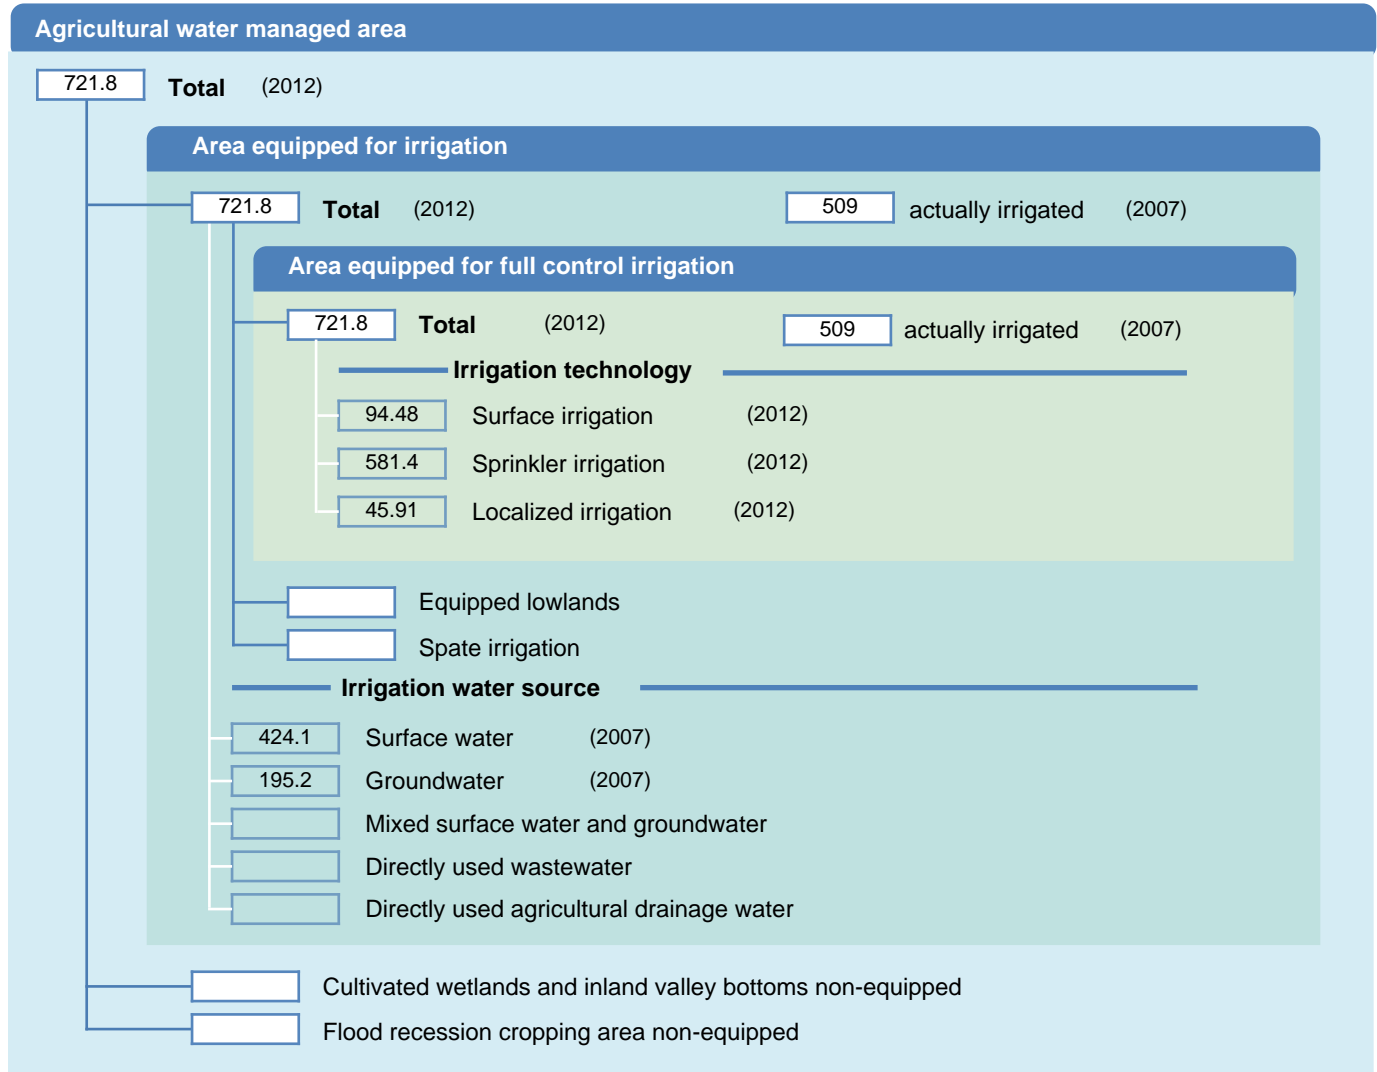 Agricultural water managed area
721.8 Total (2012)
Area equipped for irrigation
721.8 Total (2012) 509 actually irrigated (2007)
Area equipped for full control irrigation
721.8 Total (2012) 509 actually irrigated (2007)
Irrigation technology
94.48 Surface irrigation (2012)
581.4 Sprinkler irrigation (2012)
45.91 Localized irrigation (2012)
Equipped lowlands
Spate irrigation
Irrigation water source
424.1 Surface water (2007)
195.2 Groundwater (2007)
Mixed surface water and groundwater
Directly used wastewater
Directly used agricultural drainage water
Cultivated wetlands and inland valley bottoms non-equipped
Flood recession cropping area non-equipped